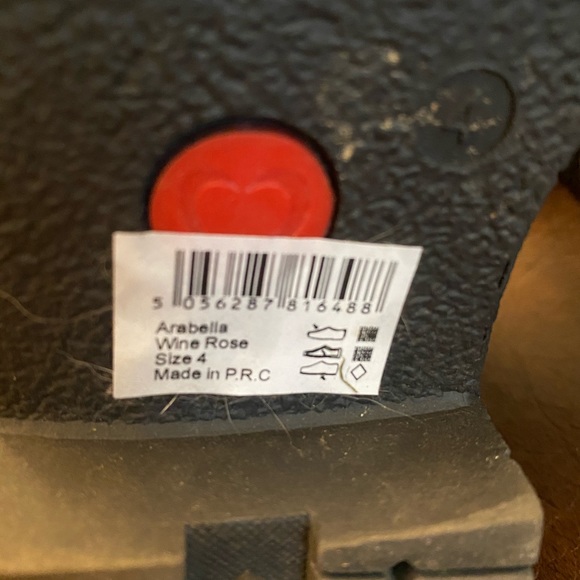 5 056287 816488
Arabella
Wine Rose
Size 4
Made in P.R.C